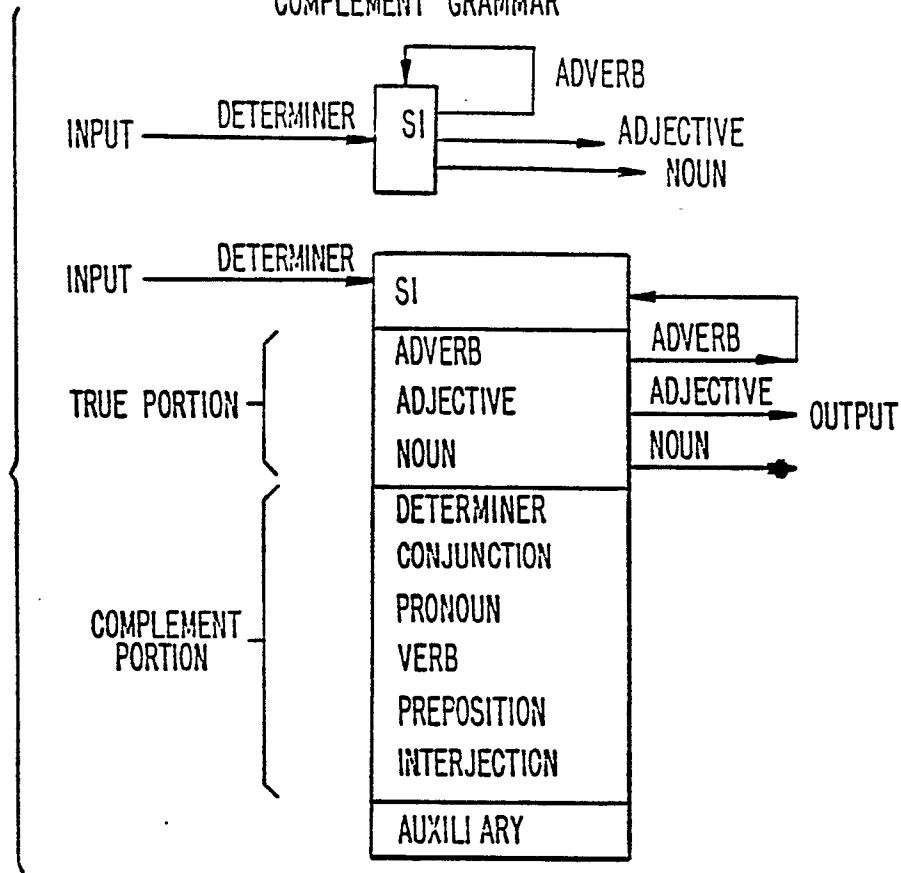 COMPLEMENT GRAMMAR
ADVERB
DETERMINER
INPUT
SI
ADJECTIVE
NOUN
DETERMINER
INPUT
SI
ADVERB
ADVERB
TRUE PORTION
ADJECTIVE
ADJECTIVE
OUTPUT
NOUN
NOUN
DETERMINER
CONJUNCTION
PRONOUN
COMPLEMENT
PORTION
VERB
PREPOSITION
INTERJECTION
AUXILIARY